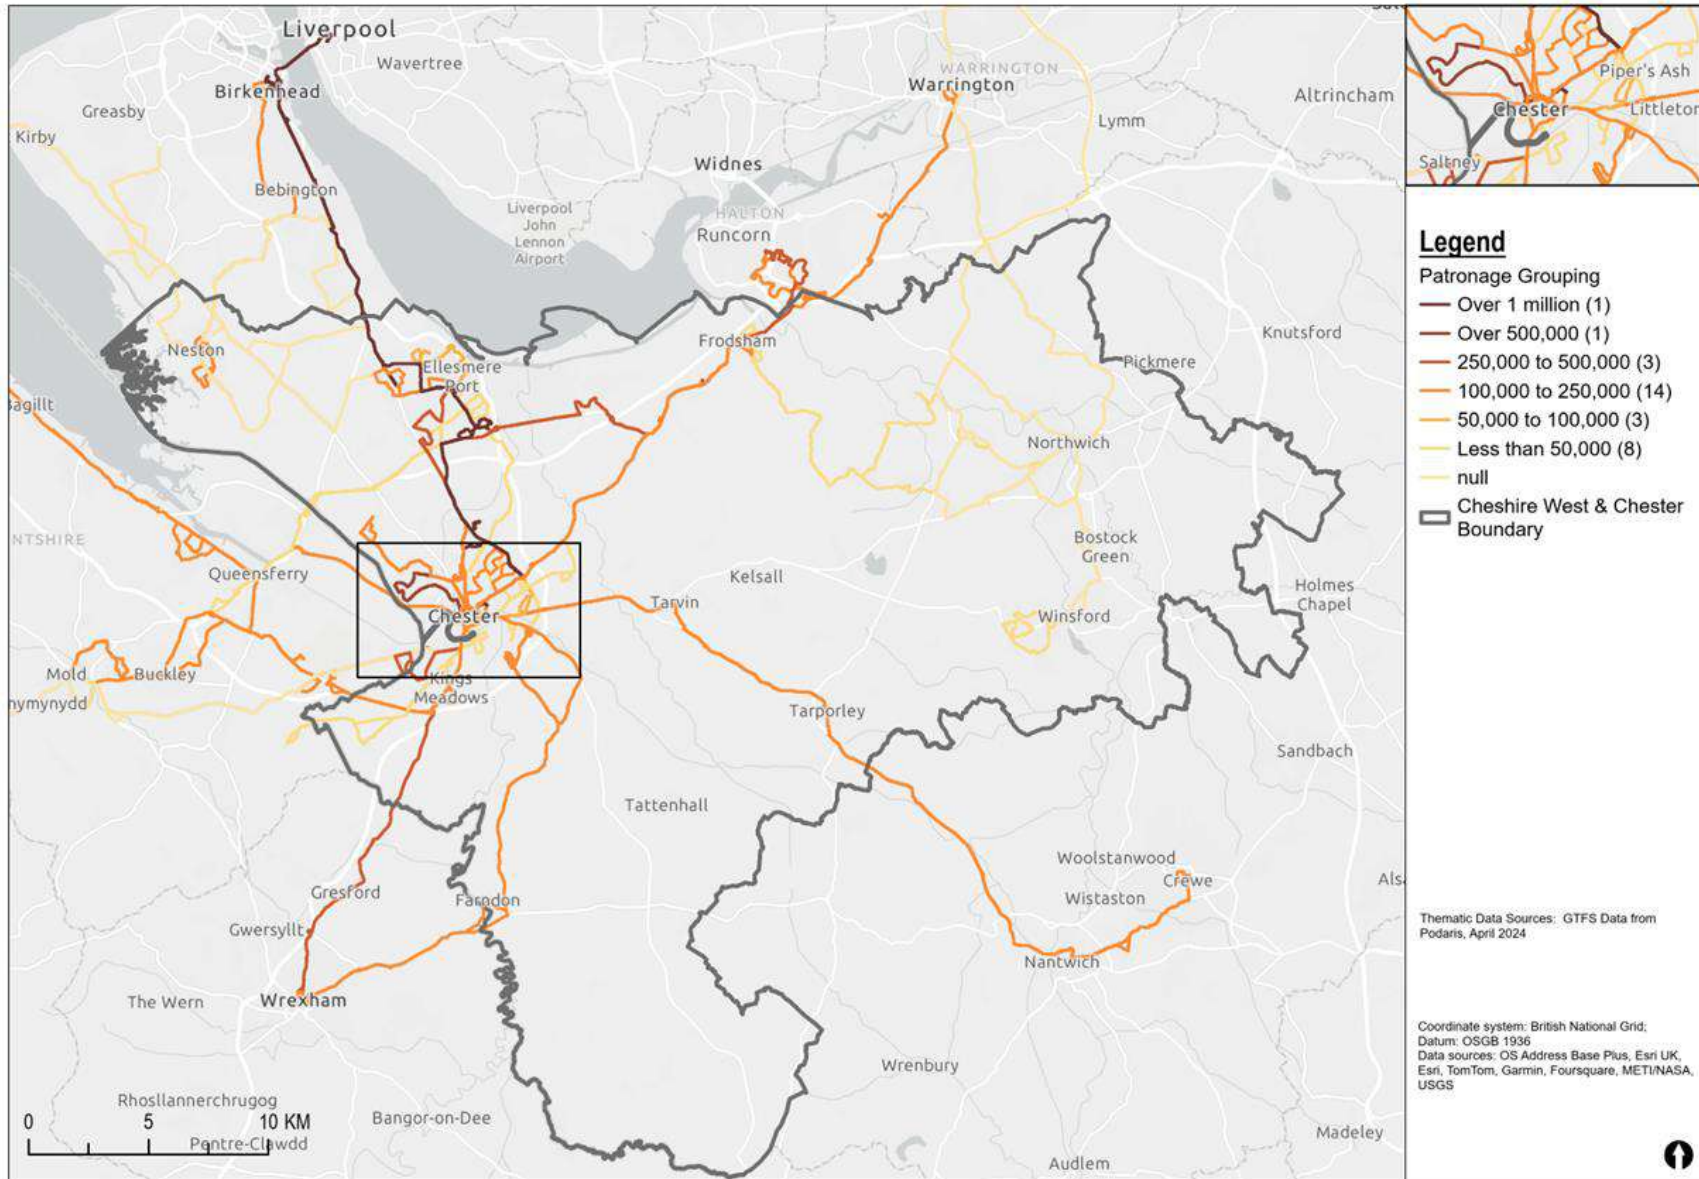 Liverpool
Wavertree
WARRINGTON
Warrington
Birkenhead
Altrincham
Greasby
Lymm
Kirby
Widnes
Bebington
Liverpool
John
Lennon
Airport
HALTON
Runcorn
Knutsford
Frodsham
Neston
Pickmere
Ellesmere
Port
Bagillt
Northwich
NTSHIRE
Bostock
Green
Queensferry
Kelsall
Holmes
Chapel
Tarvin
Chester
Winsford
Mold
Buckley
Kings
Meadows
nymynydd
Tarporley
Sandbach
Tattenhall
Woolstanwood
Crewe
Alsa
Gresford
Wistaston
Farndon
Gwersyllt
Nantwich
The Wern
Wrexham
Wrenbury
Rhosllannerchrugog
Bangor-on-Dee
Madeley
0 5 10 KM
Pentre-Clawdd
Audlem
Piper's Ash
Chester
Littleton
Saltney
Legend
Patronage Grouping
Over 1 million (1)
Over 500,000 (1)
250,000 to 500,000 (3)
100,000 to 250,000 (14)
50,000 to 100,000 (3)
Less than 50,000 (8)
null
Cheshire West & Chester
Boundary
Thematic Data Sources: GTFS Data from
Podaris, April 2024
Coordinate system: British National Grid;
Datum: OSGB 1936
Data sources: OS Address Base Plus, Esri UK,
Esri, TomTom, Garmin, Foursquare, METI/NASA,
USGS